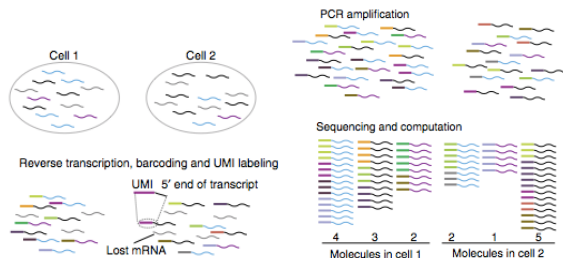 Cell 1
Cell 2
Reverse transcription, barcoding and UMI labeling
UMI
5′ end of transcript
Lost mRNA
PCR amplification
Sequencing and computation
4 3 2 2 1 5
Molecules in cell 1 Molecules in cell 2